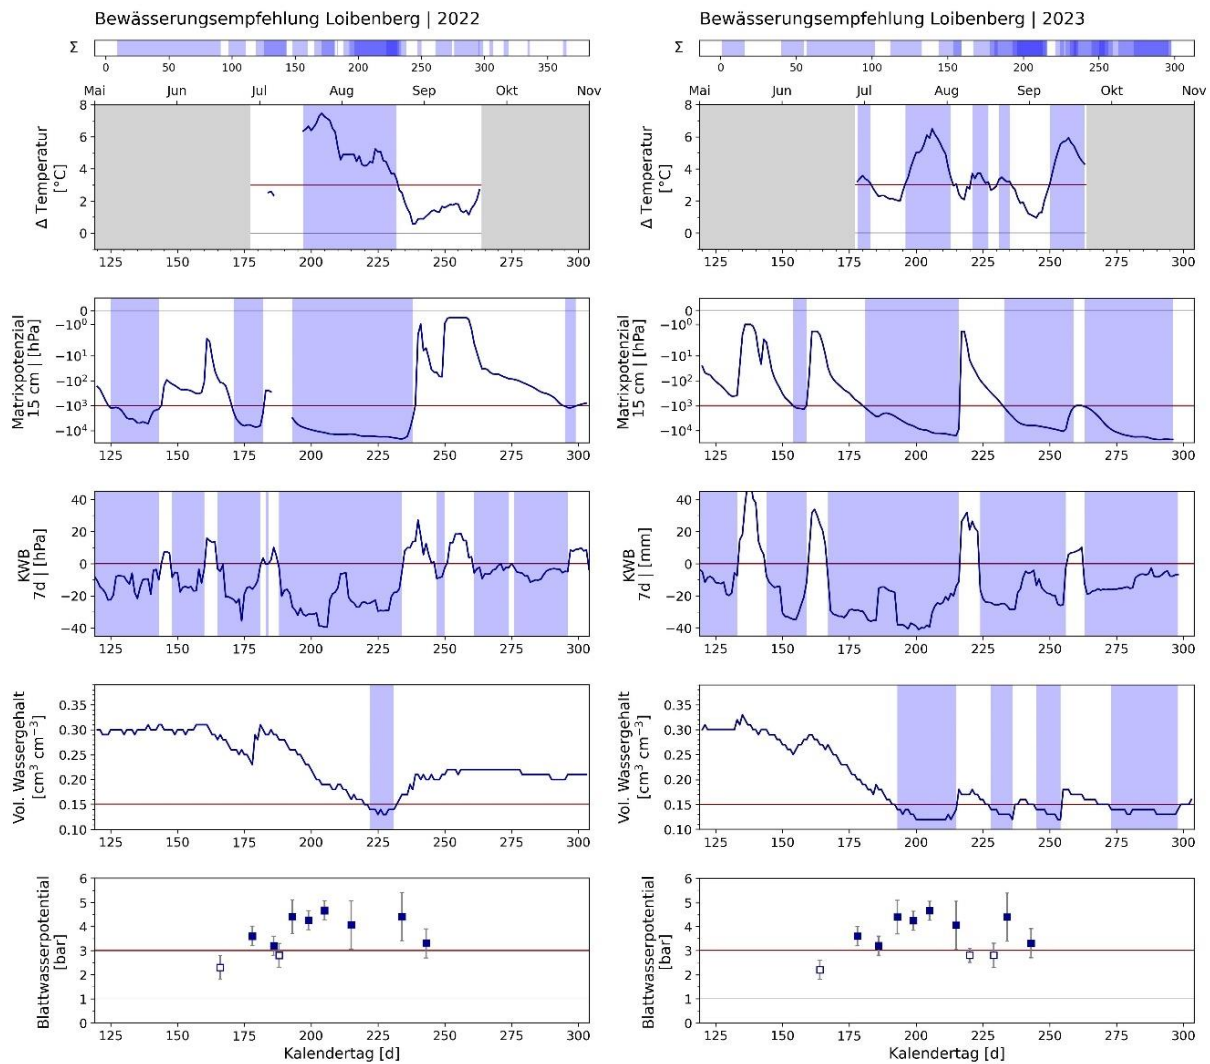 Bewässerungsempfehlung Loibenberg | 2022
Σ
0 50 100 150 200 250 300 350
Mai Jun Jul Aug Sep Okt Nov
Δ Temperatur
[°C]
8
6
4
2
0
125 150 175 200 225 250 275 300
Matrixpotenzial
15 cm | [hPa]
0
−10⁰
−10¹
−10²
−10³
−10⁴
125 150 175 200 225 250 275 300
KWB
7d | [hPa]
40
20
0
−20
−40
125 150 175 200 225 250 275 300
Vol. Wassergehalt
[cm³ cm⁻³]
0.35
0.30
0.25
0.20
0.15
0.10
125 150 175 200 225 250 275 300
Blattwasserpotential
[bar]
6
5
4
3
2
1
0
125 150 175 200 225 250 275 300
Kalendertag [d]
Bewässerungsempfehlung Loibenberg | 2023
Σ
0 50 100 150 200 250 300
Mai Jun Jul Aug Sep Okt Nov
Δ Temperatur
[°C]
8
6
4
2
0
125 150 175 200 225 250 275 300
Matrixpotenzial
15 cm | [hPa]
0
−10⁰
−10¹
−10²
−10³
−10⁴
125 150 175 200 225 250 275 300
KWB
7d | [mm]
40
20
0
−20
−40
125 150 175 200 225 250 275 300
Vol. Wassergehalt
[cm³ cm⁻³]
0.35
0.30
0.25
0.20
0.15
0.10
125 150 175 200 225 250 275 300
Blattwasserpotential
[bar]
6
5
4
3
2
1
0
125 150 175 200 225 250 275 300
Kalendertag [d]